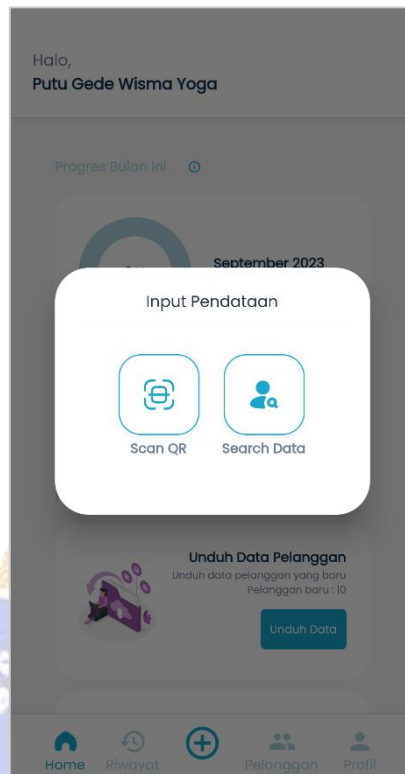 Halo,
Putu Gede Wisma Yoga
Progres Bulan Ini
September 2023
Input Pendataan
Scan QR
Search Data
Unduh Data Pelanggan
Unduh data pelanggan yang baru
Pelanggan baru : 10
Unduh Data
Home
Riwayat
Pelanggan
Profil